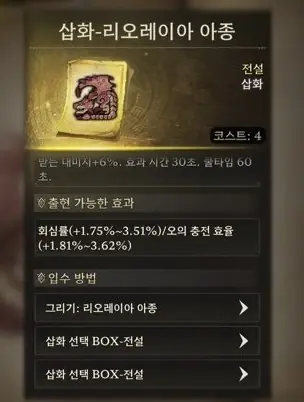 삽화-리오레이아 아종
전설
삽화
코스트: 4
받는 대미지+6%. 효과 시간 30초, 쿨타임 60
초.
출현 가능한 효과
회심률(+1.75%~3.51%)/오의 충전 효율
(+1.81%~3.62%)
입수 방법
그리기: 리오레이아 아종
삽화 선택 BOX-전설
삽화 선택 BOX-전설